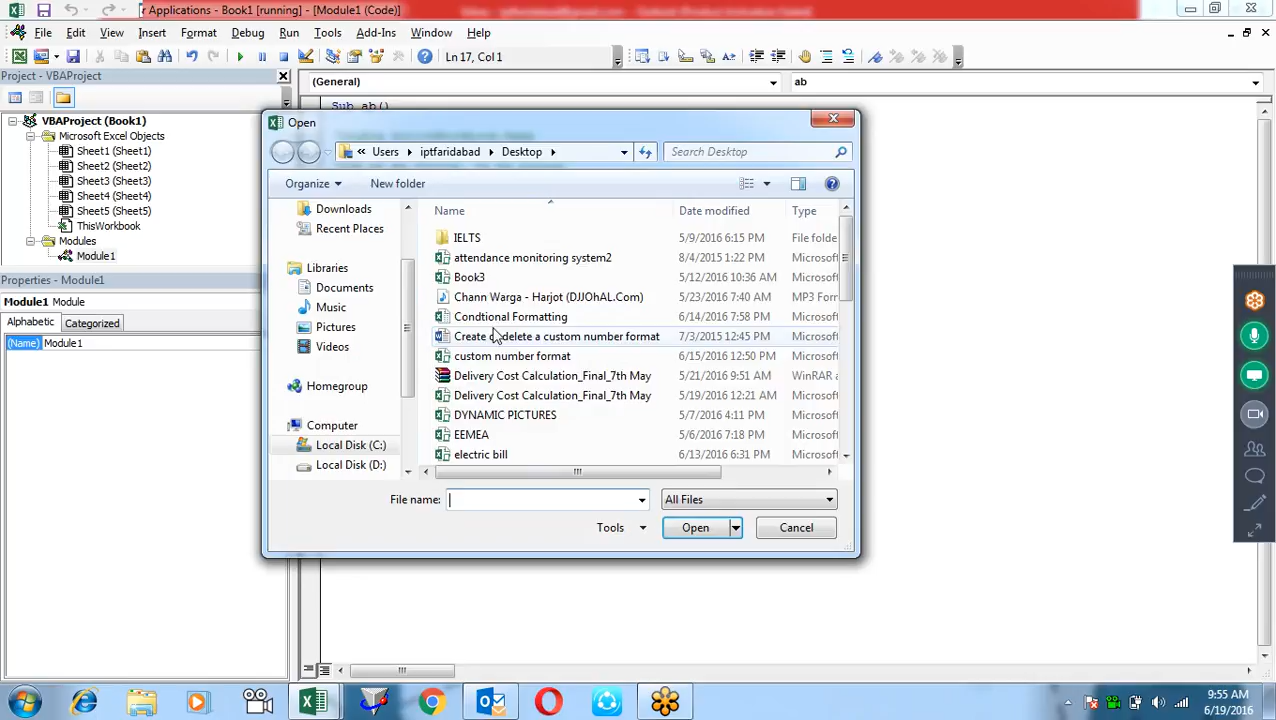 Applications - Book1 [running] - [Module1 (Code)]
File Edit View Insert Format Debug Run Tools Add-Ins Window Help
Ln 17, Col 1
Project - VBAProject
(General)
ab
Sub ab()
VBAProject (Book1)
Microsoft Excel Objects
Sheet1 (Sheet1)
Sheet2 (Sheet2)
Sheet3 (Sheet3)
Sheet4 (Sheet4)
Sheet5 (Sheet5)
ThisWorkbook
Modules
Module1
Properties - Module1
Module1 Module
Alphabetic Categorized
(Name) Module1
Open
« Users iptfaridabad Desktop
Search Desktop
Organize New folder
Downloads
Recent Places
Libraries
Documents
Music
Pictures
Videos
Homegroup
Computer
Local Disk (C:)
Local Disk (D:)
Name Date modified Type
IELTS 5/9/2016 6:15 PM File folde
attendance monitoring system2 8/4/2015 1:22 PM Microsof
Book3 5/12/2016 10:36 AM Microsof
Chann Warga - Harjot (DJJOhAL.Com) 5/23/2016 7:40 AM MP3 Forn
Condtional Formatting 6/14/2016 7:58 PM Microsof
Create delete a custom number format 7/3/2015 12:45 PM Microsof
custom number format 6/15/2016 12:50 PM Microsof
Delivery Cost Calculation_Final_7th May 5/21/2016 9:51 AM WinRAR a
Delivery Cost Calculation_Final_7th May 5/19/2016 12:21 AM Microsof
DYNAMIC PICTURES 5/7/2016 4:11 PM Microsof
EEMEA 5/6/2016 7:18 PM Microsof
electric bill 6/13/2016 6:31 PM Microsof
File name:
All Files
Tools Open Cancel
9:55 AM
6/19/2016